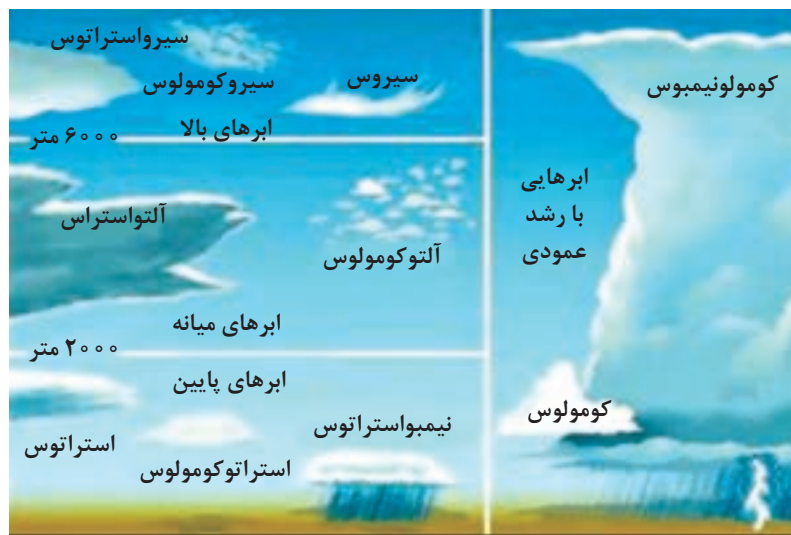 سیرواستراتوس
سیروکومولوس
سیروس
ابرهای بالا
۶۰۰۰ متر
آلتواستراس
آلتوکومولوس
ابرهای میانه
۲۰۰۰ متر
ابرهای پایین
استراتوس
استراتوکومولوس
نیمبواستراتوس
کومولونیمبوس
ابرهایی
با رشد
عمودی
کومولوس